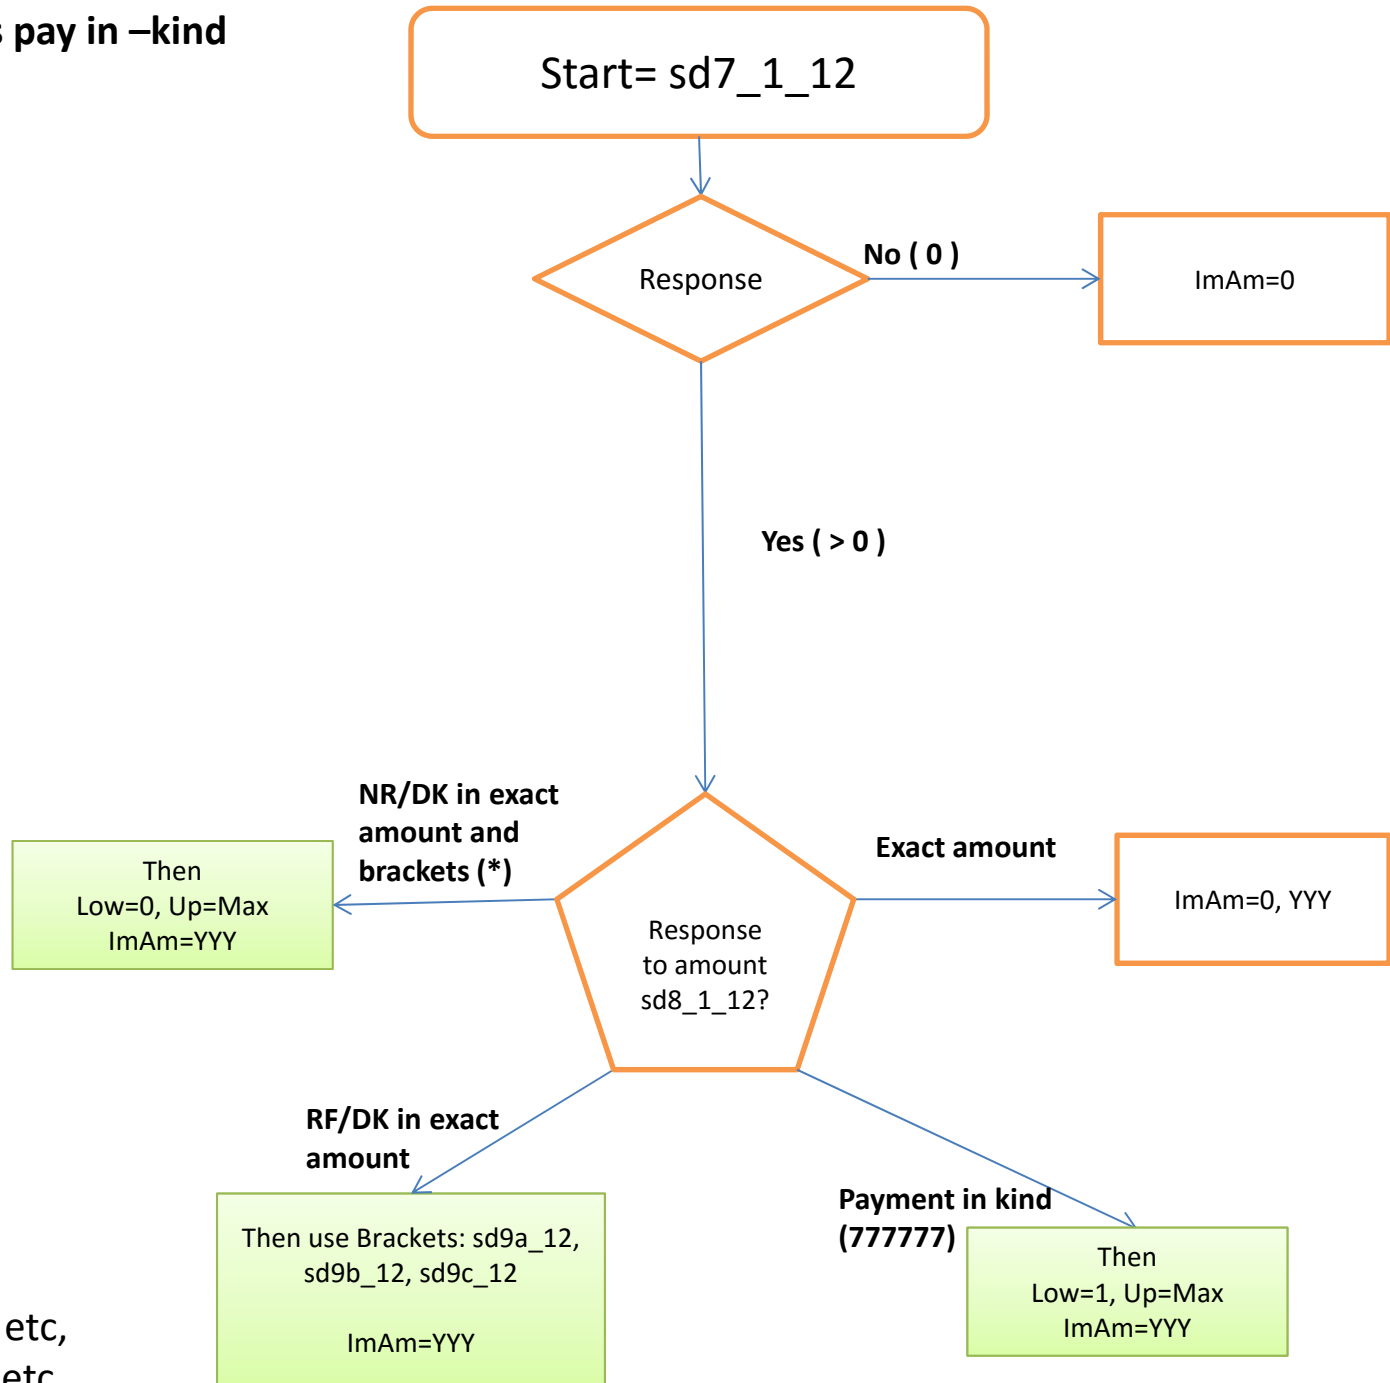 s pay in –kind
Start= sd7_1_12
Response
No ( 0 )
ImAm=0
Yes ( > 0 )
NR/DK in exact
amount and
brackets (*)
Then
Low=0, Up=Max
ImAm=YYY
Response
to amount
sd8_1_12?
Exact amount
ImAm=0, YYY
RF/DK in exact
amount
Then use Brackets: sd9a_12,
sd9b_12, sd9c_12
ImAm=YYY
Payment in kind
(777777)
Then
Low=1, Up=Max
ImAm=YYY
etc,
etc